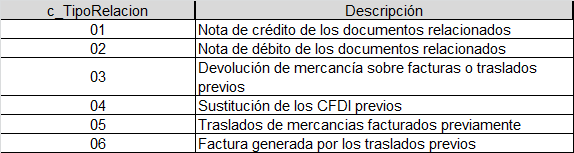 c_TipoRelacion Descripción
01 Nota de crédito de los documentos relacionados
02 Nota de débito de los documentos relacionados
03 Devolución de mercancía sobre facturas o traslados
previos
04 Sustitución de los CFDI previos
05 Traslados de mercancias facturados previamente
06 Factura generada por los traslados previos